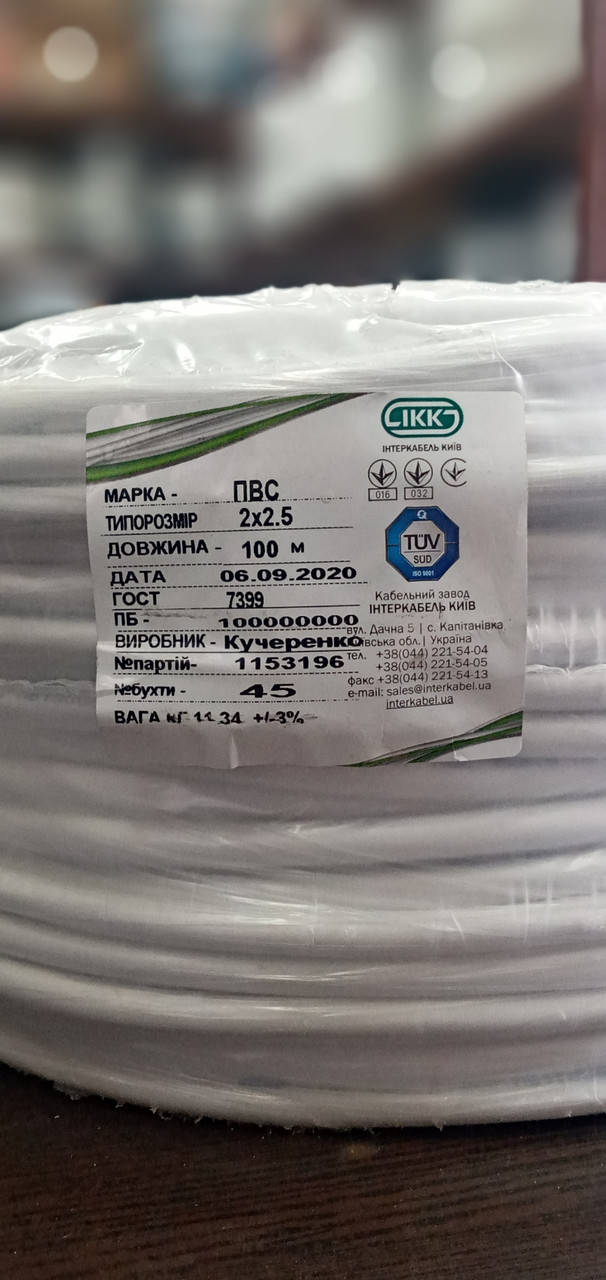 ІККЗ
ІНТЕРКАБЕЛЬ КИЇВ
016 032
МАРКА - ПВС
ТИПОРОЗМІР 2х2.5
ДОВЖИНА - 100 м
ДАТА 06.09.2020
ГОСТ 7399
ПБ - 100000000
ВИРОБНИК - Кучеренко
№партій- 1153196
№бухти - 45
ВАГА кг 11.34 +/-3%
TÜV
SÜD
ISO 9001
Кабельний завод
ІНТЕРКАБЕЛЬ КИЇВ
вул. Дачна 5 | с. Капітанівка
обл. | Україна
тел. +38(044) 221-54-04
+38(044) 221-54-05
факс +38(044) 221-54-13
e-mail: sales@interkabel.ua
interkabel.ua